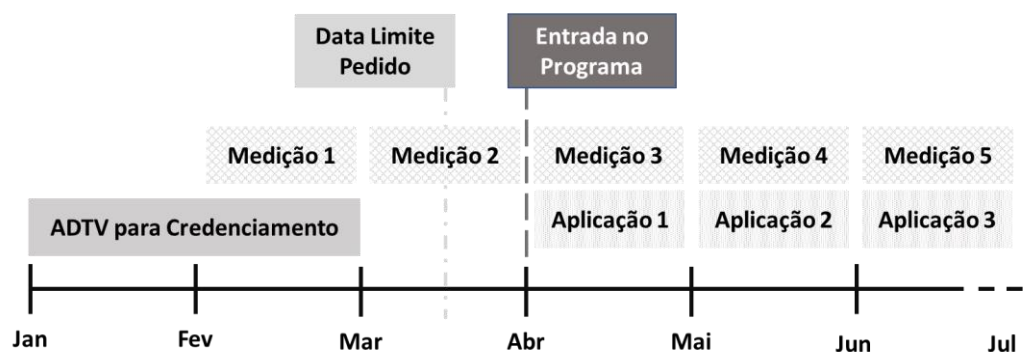 Data Limite
Pedido
Entrada no
Programa
Medição 1
Medição 2
Medição 3
Medição 4
Medição 5
ADTV para Credenciamento
Aplicação 1
Aplicação 2
Aplicação 3
Jan
Fev
Mar
Abr
Mai
Jun
Jul